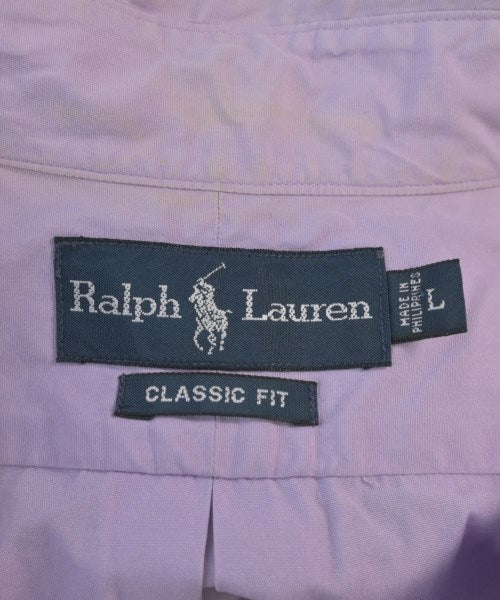 Ralph Lauren
MADE IN
PHILIPPINES
L
CLASSIC FIT